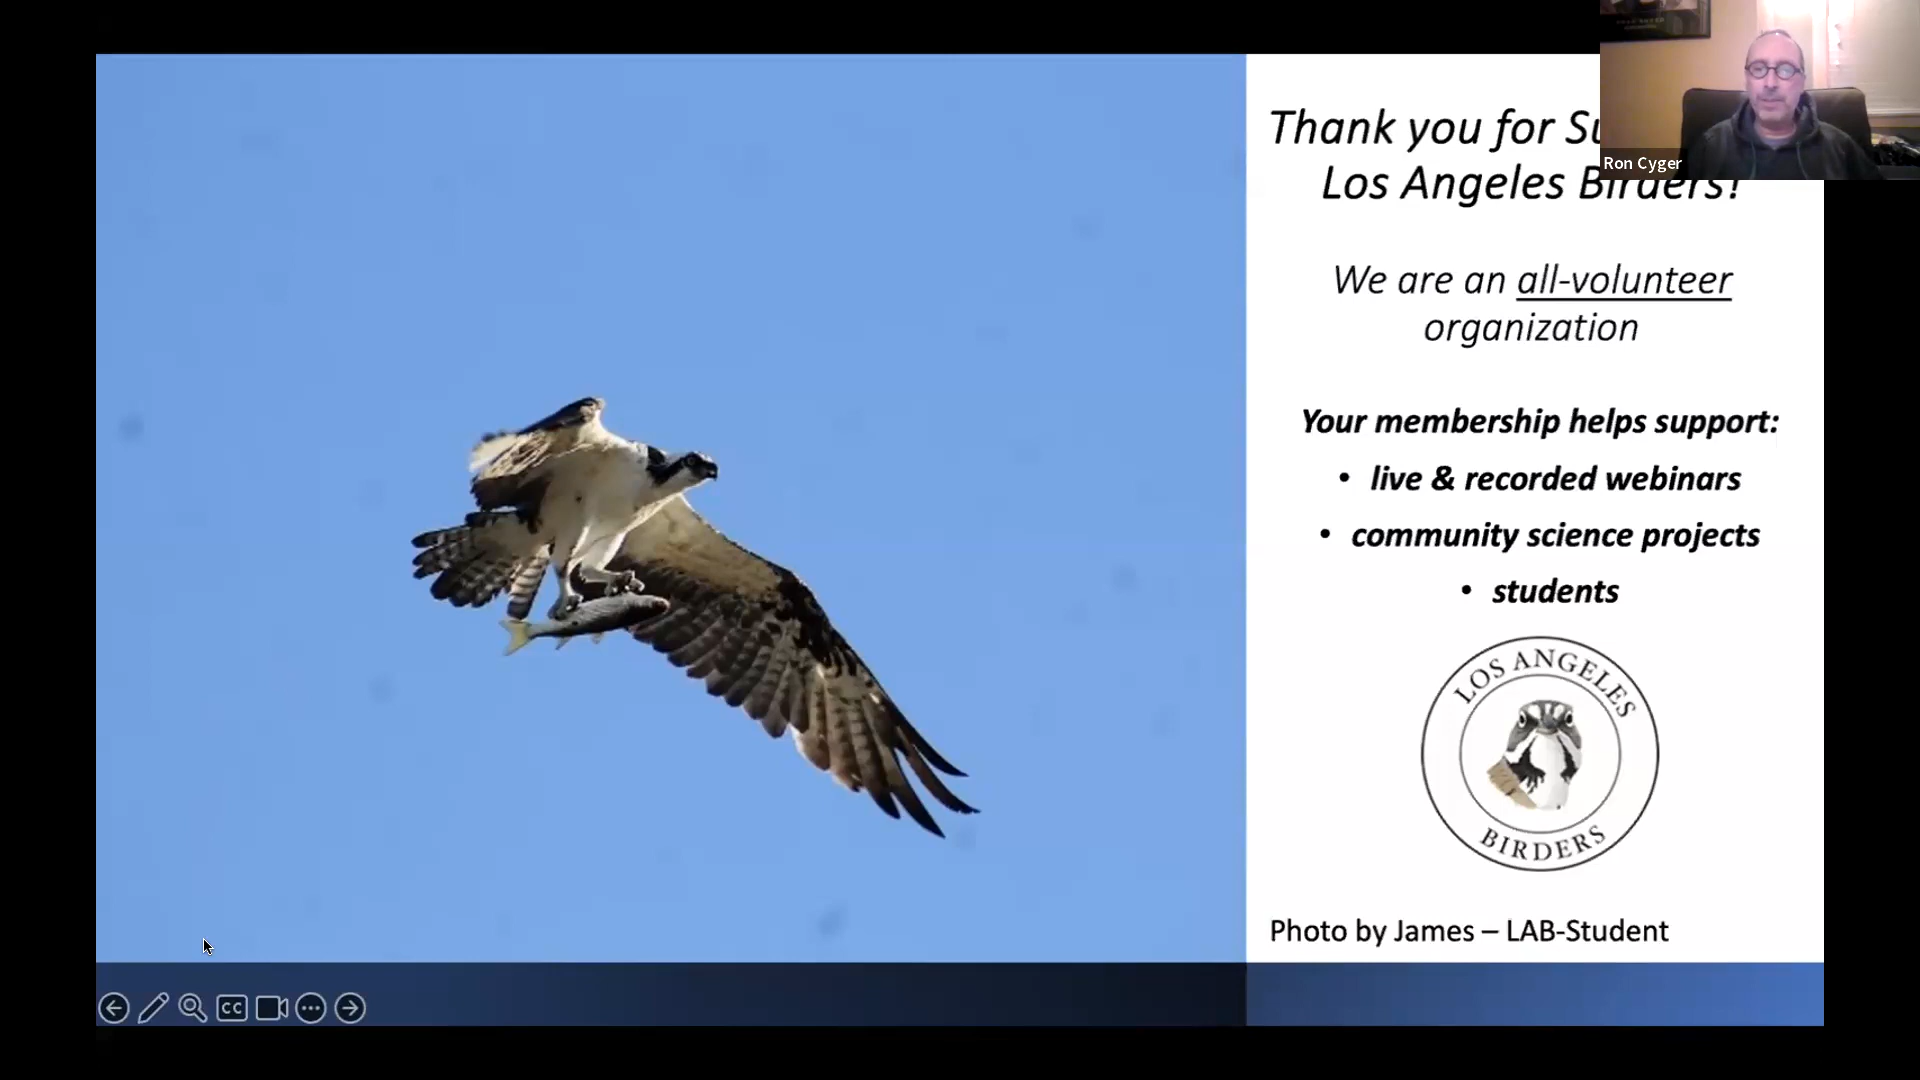 Thank you for
Los Angeles Birders!
Ron Cyger
We are an all-volunteer
organization
Your membership helps support:
• live & recorded webinars
• community science projects
• students
LOS ANGELES
BIRDERS
Photo by James – LAB-Student
CC